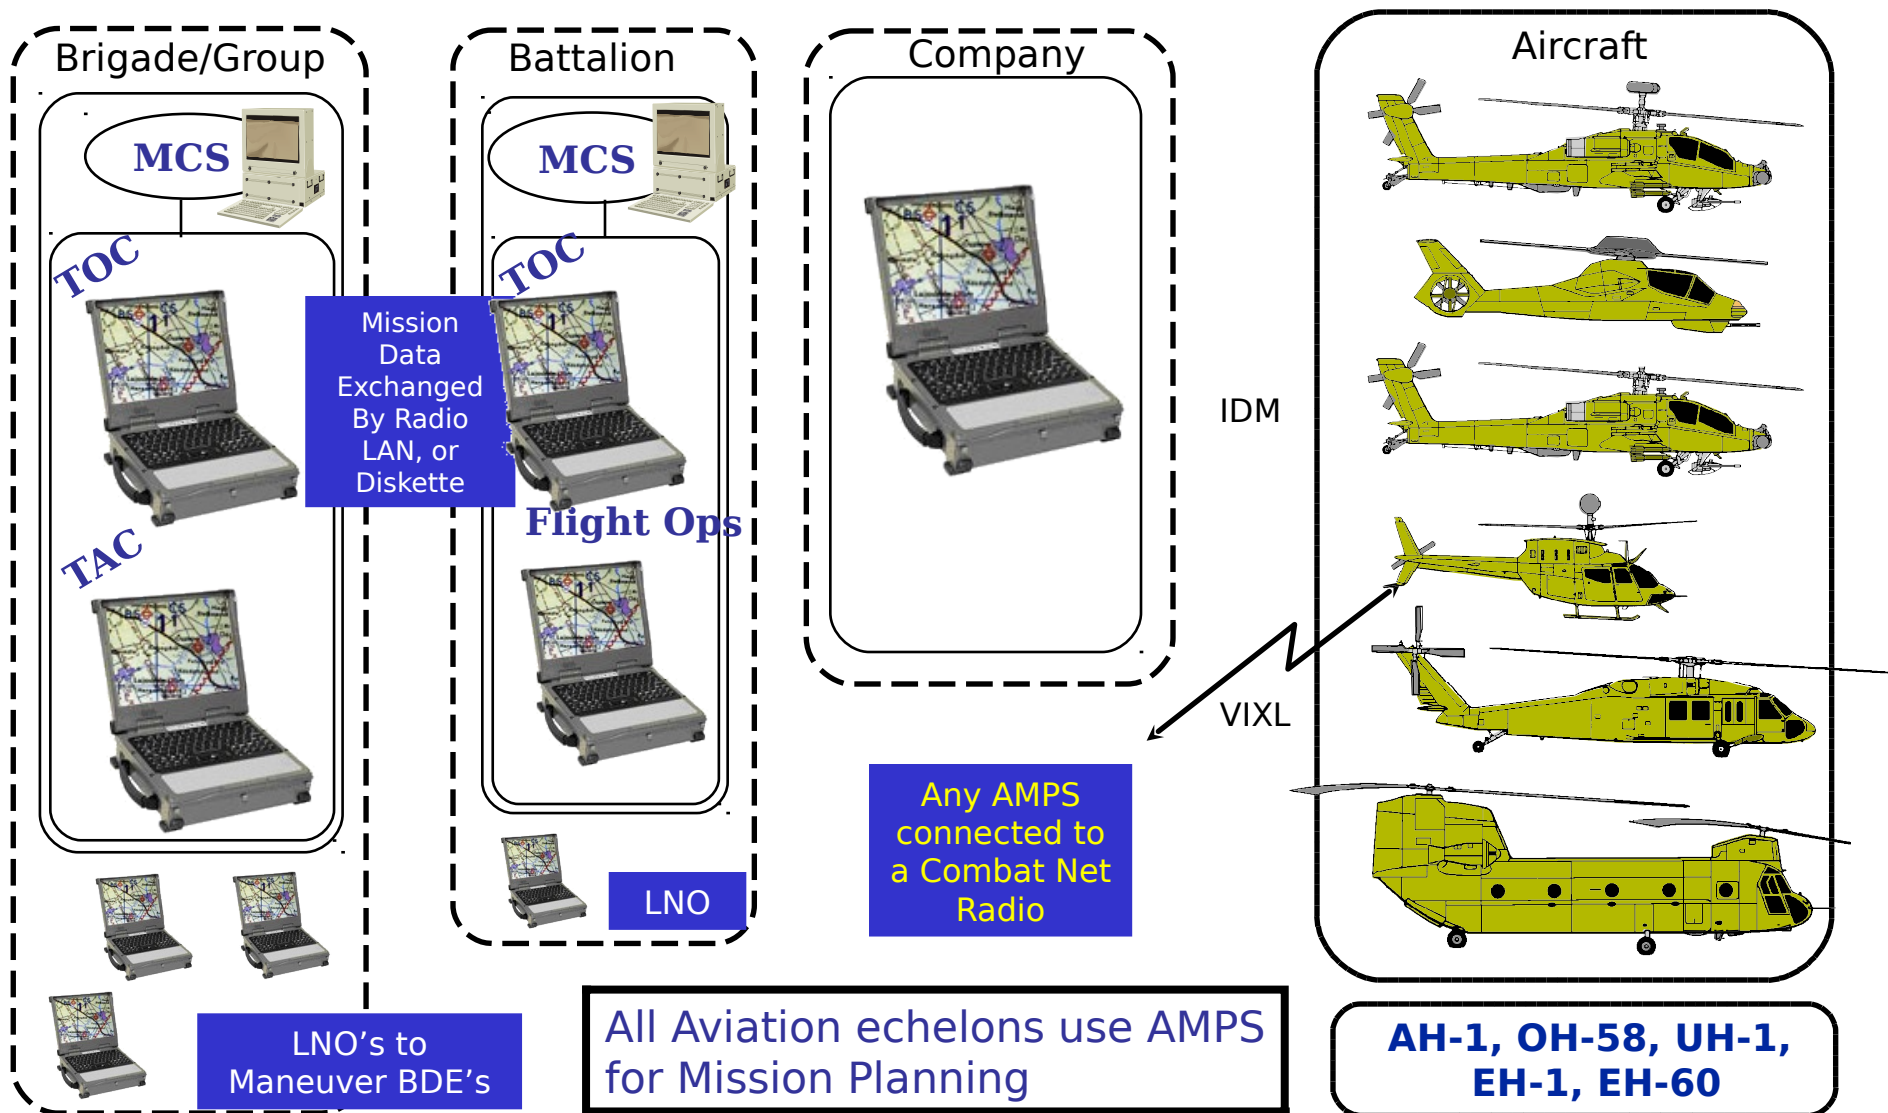 Brigade/Group
MCS
TOC
TAC
LNO’s to
Maneuver BDE’s
Mission
Data
Exchanged
By Radio
LAN, or
Diskette
Battalion
MCS
TOC
Flight Ops
LNO
Company
IDM
VIXL
Any AMPS
connected to
a Combat Net
Radio
Aircraft
All Aviation echelons use AMPS
for Mission Planning
AH-1, OH-58, UH-1,
EH-1, EH-60